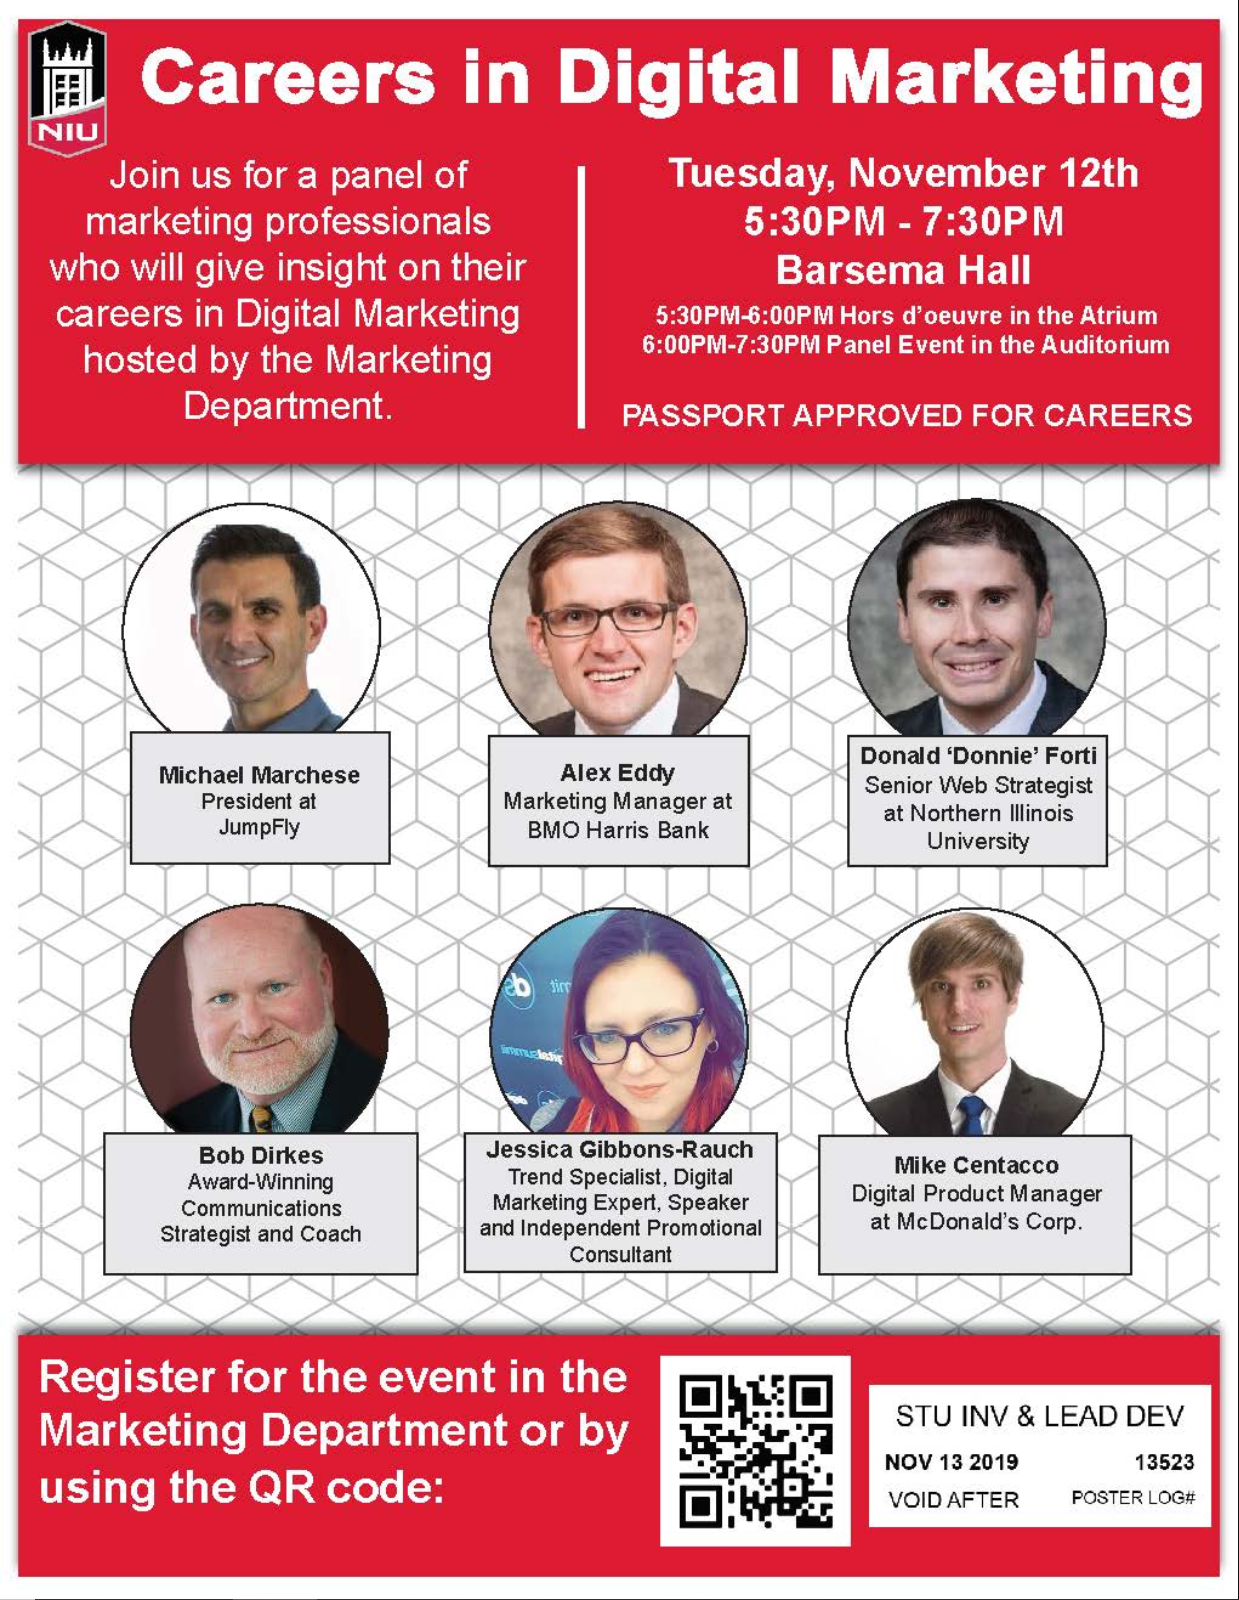 NIU
Careers in Digital Marketing
Join us for a panel of
marketing professionals
who will give insight on their
careers in Digital Marketing
hosted by the Marketing
Department.
Tuesday, November 12th
5:30PM - 7:30PM
Barsema Hall
5:30PM-6:00PM Hors d'oeuvre in the Atrium
6:00PM-7:30PM Panel Event in the Auditorium
PASSPORT APPROVED FOR CAREERS
Michael Marchese
President at
JumpFly
Alex Eddy
Marketing Manager at
BMO Harris Bank
Donald ‘Donnie’ Forti
Senior Web Strategist
at Northern Illinois
University
Bob Dirkes
Award-Winning
Communications
Strategist and Coach
Jessica Gibbons-Rauch
Trend Specialist, Digital
Marketing Expert, Speaker
and Independent Promotional
Consultant
Mike Centacco
Digital Product Manager
at McDonald's Corp.
Register for the event in the
Marketing Department or by
using the QR code:
STU INV & LEAD DEV
NOV 13 2019 13523
VOID AFTER POSTER LOG#